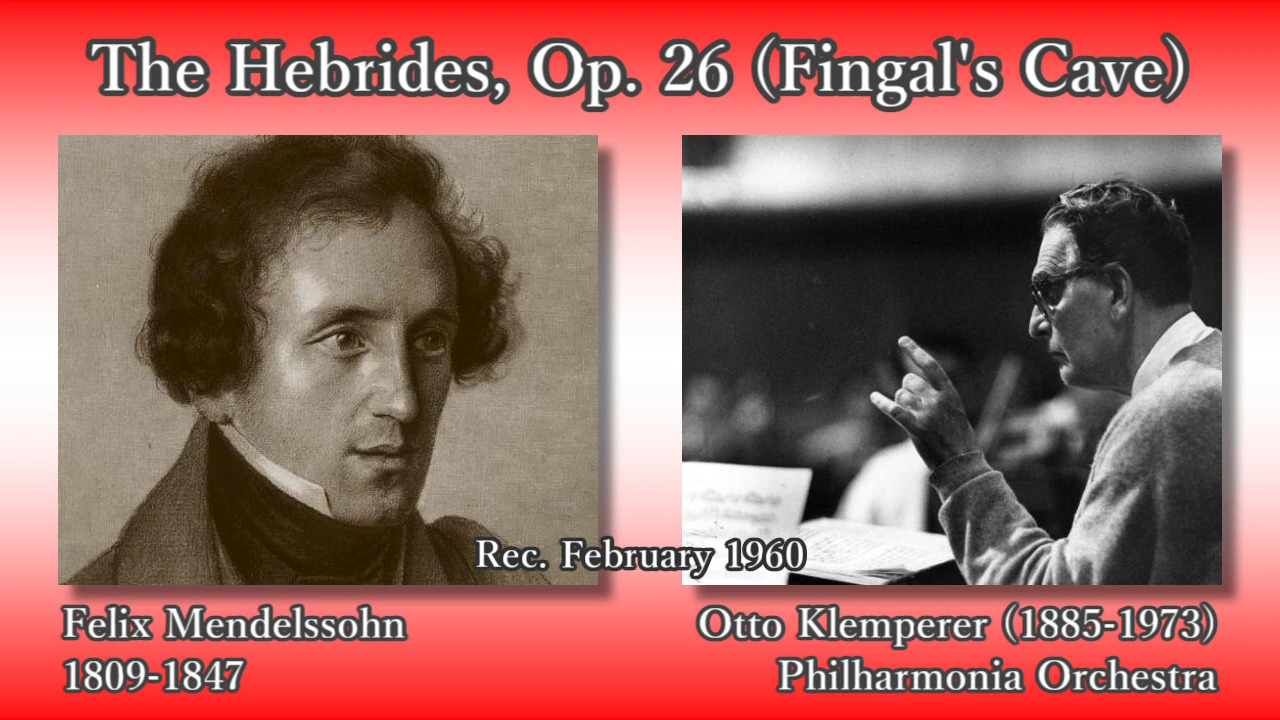 The Hebrides, Op. 26 (Fingal's Cave)
Rec. February 1960
Felix Mendelssohn
1809-1847
Otto Klemperer (1885-1973)
Philharmonia Orchestra